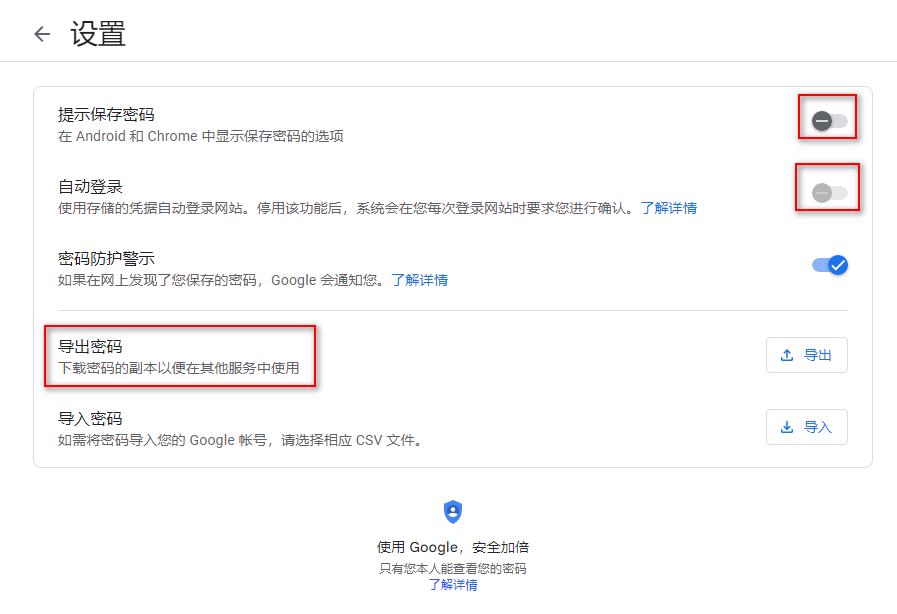 设置
提示保存密码
在 Android 和 Chrome 中显示保存密码的选项
自动登录
使用存储的凭据自动登录网站。停用该功能后，系统会在您每次登录网站时要求您进行确认。了解详情
密码防护警示
如果在网上发现了您保存的密码，Google 会通知您。了解详情
导出密码
下载密码的副本以便在其他服务中使用
导出
导入密码
如需将密码导入您的 Google 帐号，请选择相应 CSV 文件。
导入
使用 Google，安全加倍
只有您本人能查看您的密码
了解详情